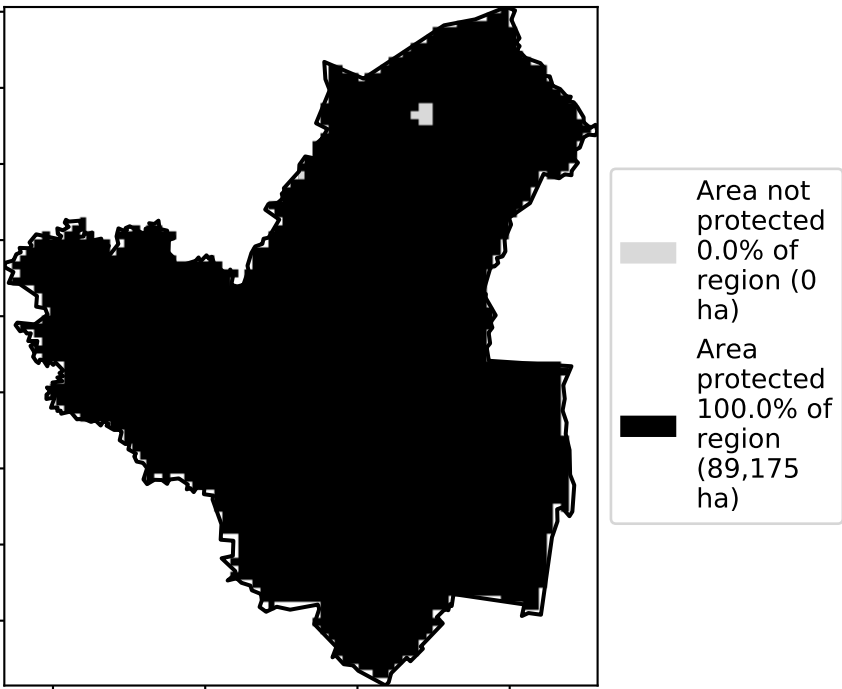 Area not
protected
0.0% of
region (0
ha)
Area
protected
100.0% of
region
(89,175
ha)